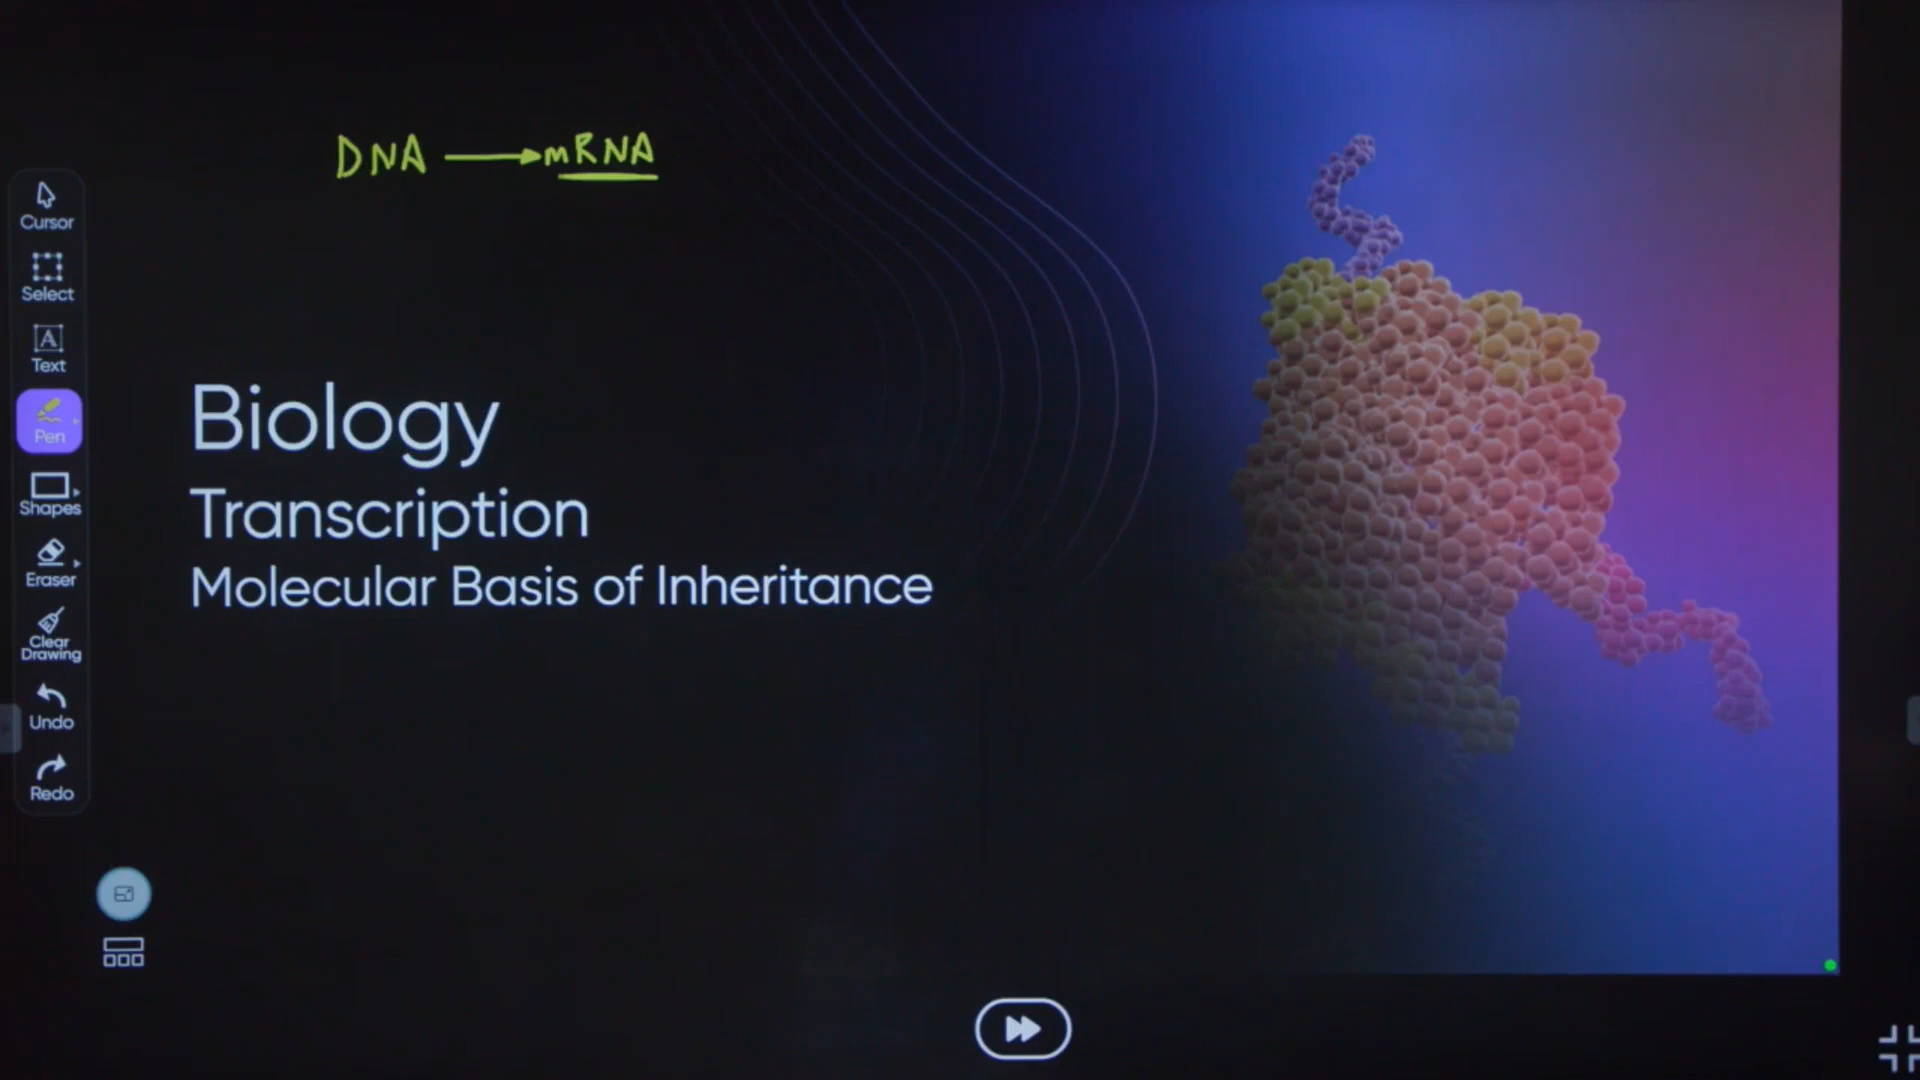 DNA → mRNA
Cursor
Select
A
Text
Pen
Shapes
Eraser
Clear
Drawing
Undo
Redo
Biology
Transcription
Molecular Basis of Inheritance